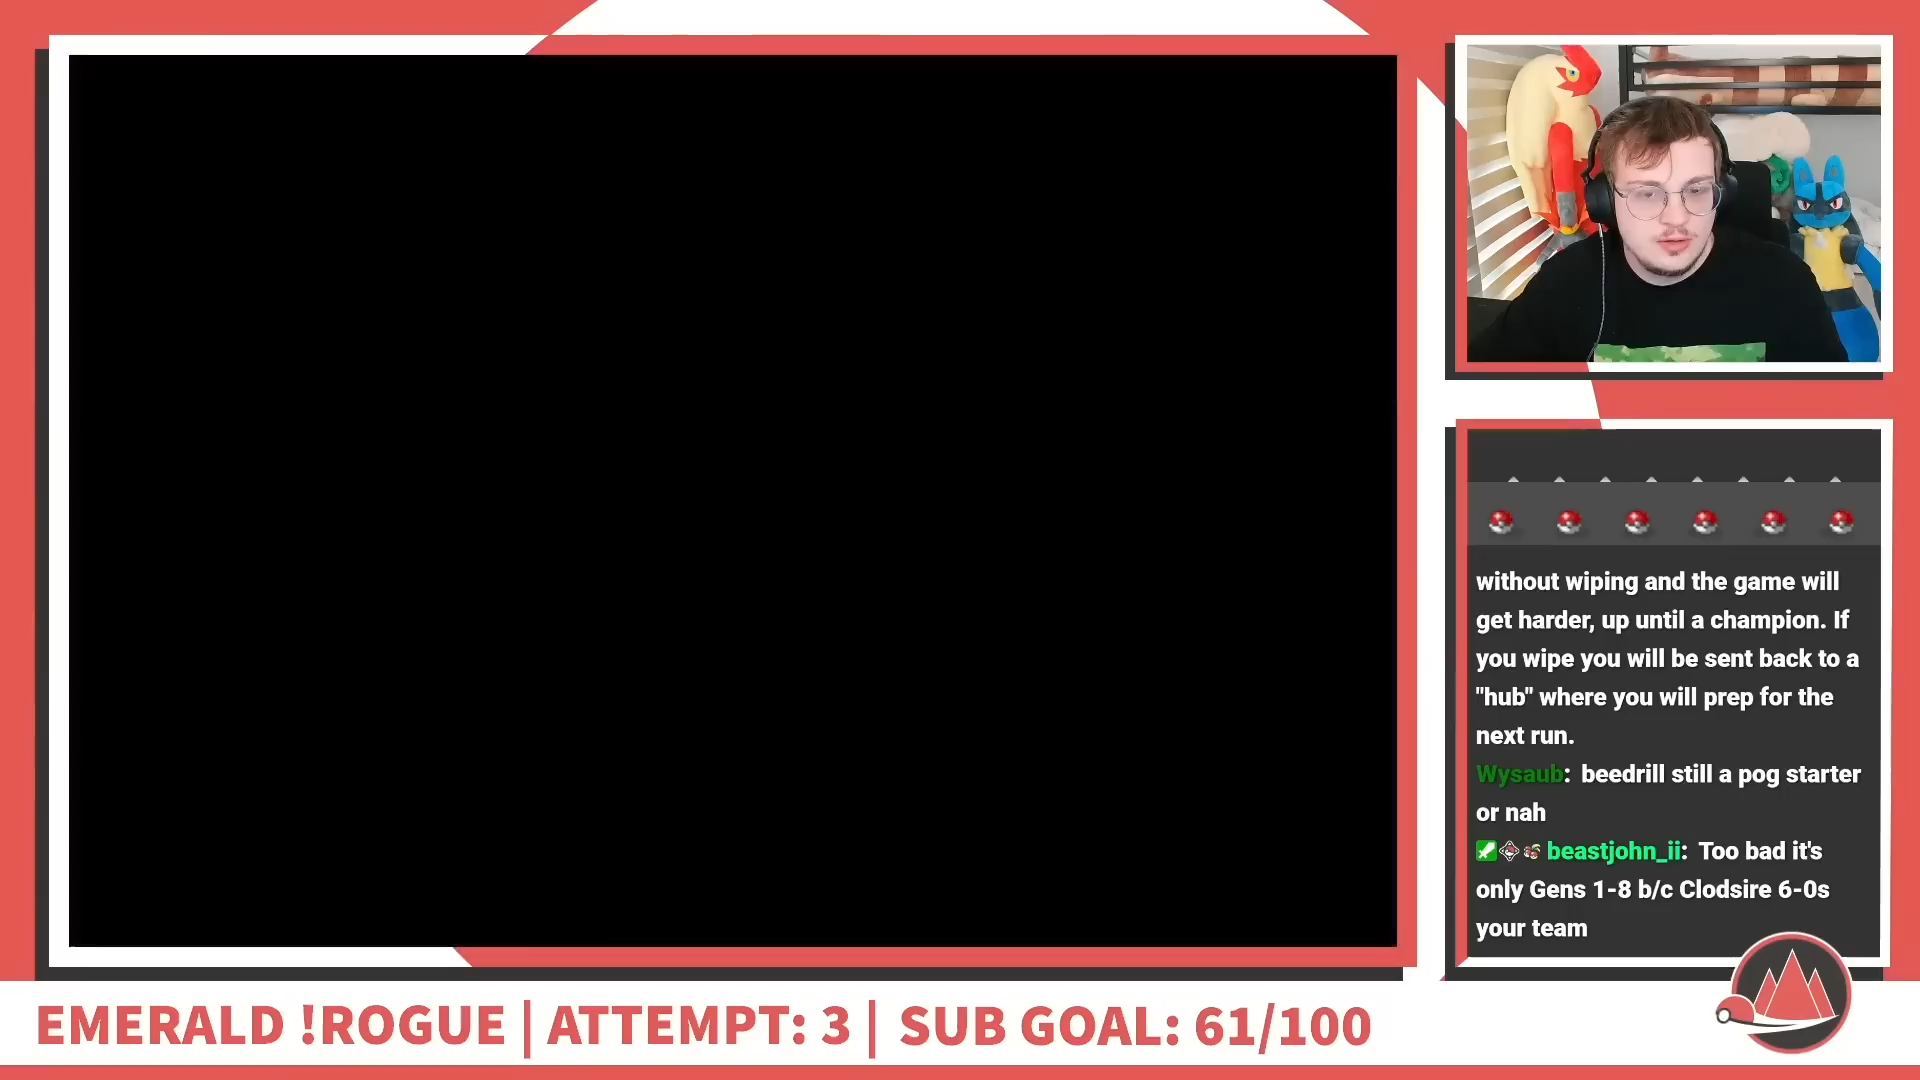 without wiping and the game will
get harder, up until a champion. If
you wipe you will be sent back to a
"hub" where you will prep for the
next run.
Wysaub: beedrill still a pog starter
or nah
beastjohn_ii: Too bad it's
only Gens 1-8 b/c Clodsire 6-0s
your team
EMERALD !ROGUE | ATTEMPT: 3 | SUB GOAL: 61/100